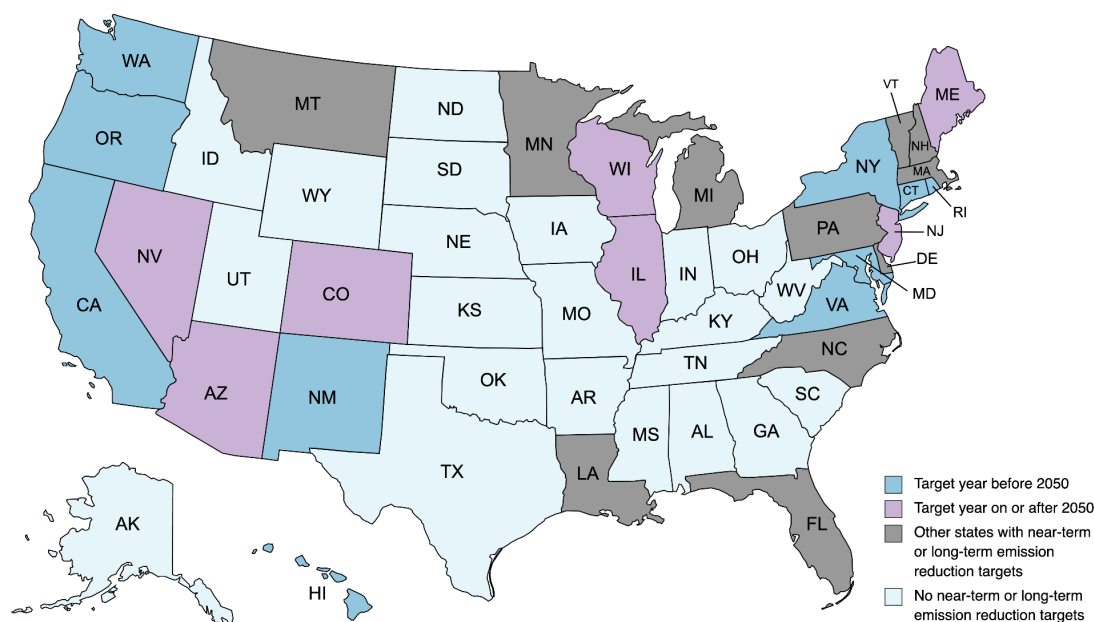 WA
MT
ND
MN
VT
ME
OR
ID
SD
WI
NH
NY
MA
WY
MI
CT
RI
IA
PA
NJ
NE
NV
UT
OH
DE
CO
IL
IN
MD
CA
KS
MO
WV
VA
KY
NC
TN
OK
AZ
NM
AR
SC
MS
AL
GA
TX
LA
AK
FL
HI
Target year before 2050
Target year on or after 2050
Other states with near-term
or long-term emission
reduction targets
No near-term or long-term
emission reduction targets